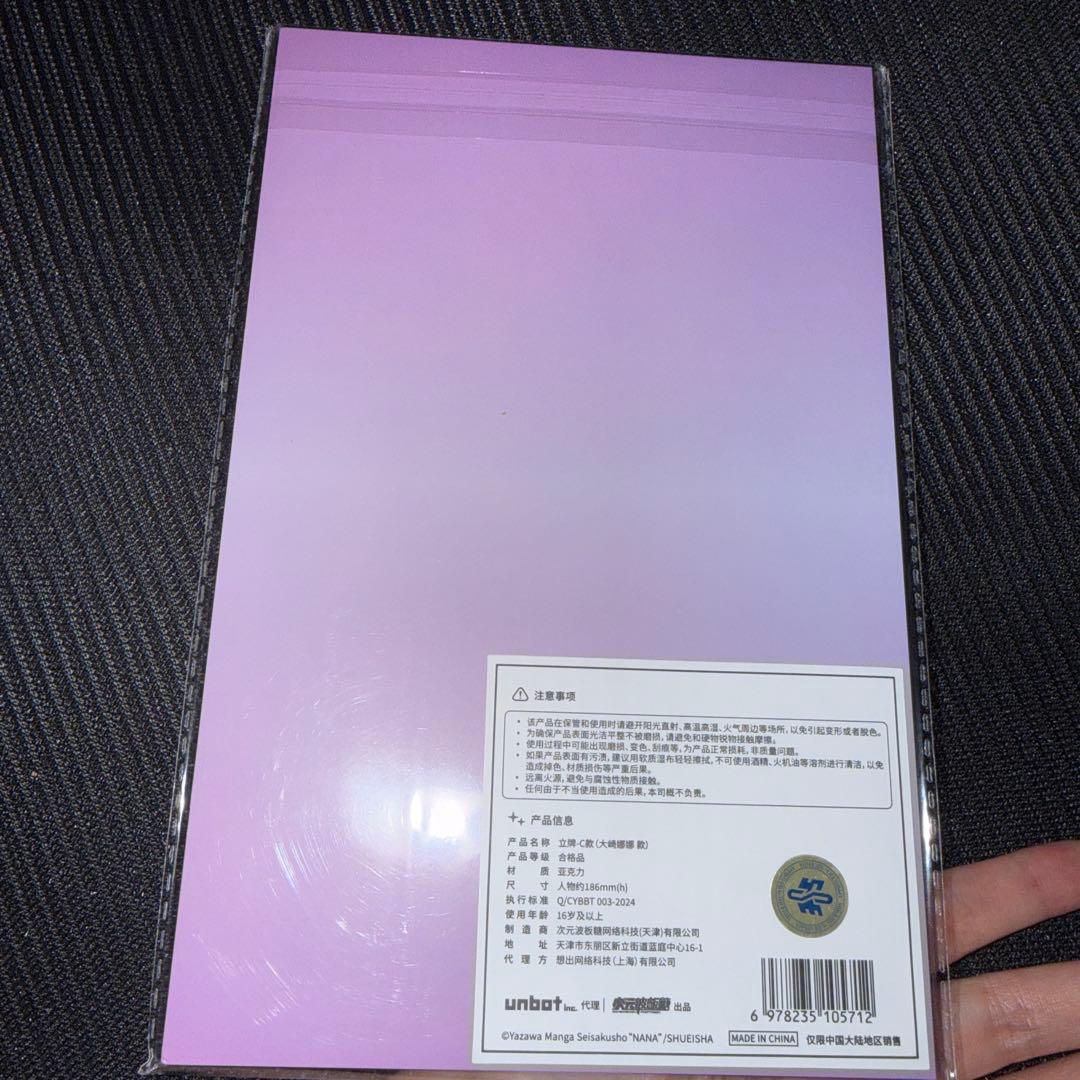 注意事项
• 该产品在保管和使用时请避开阳光直射、高温高湿、火气周边等场所，以免引起变形或者脱色。
• 为确保产品表面光洁平整不被磨损，请避免和硬物锐物接触摩擦。
• 使用过程中可能出现磨损、变色、刮痕等，为产品正常损耗，非质量问题。
• 如果产品表面有污渍，建议用软质湿布轻轻擦拭，不可使用酒精、火机油等溶剂进行清洁，以免
造成掉色、材质损伤等严重后果。
• 远离火源，避免与腐蚀性物质接触。
• 任何由于不当使用造成的后果，本司概不负责。
产品信息
产品名称 立牌-C款（大崎娜娜 款）
产品等级 合格品
材 质 亚克力
尺 寸 人物约186mm(h)
执行标准 Q/CYBBT 003-2024
使用年龄 16岁及以上
制 造 商 次元波板糖网络科技(天津)有限公司
地 址 天津市东丽区新立街道蓝庭中心16-1
代 理 方 想出网络科技（上海）有限公司
unbot Inc. 代理 | 次元波板糖 出品
6 978235 105712
©Yazawa Manga Seisakusho "NANA"/SHUEISHA MADE IN CHINA 仅限中国大陆地区销售